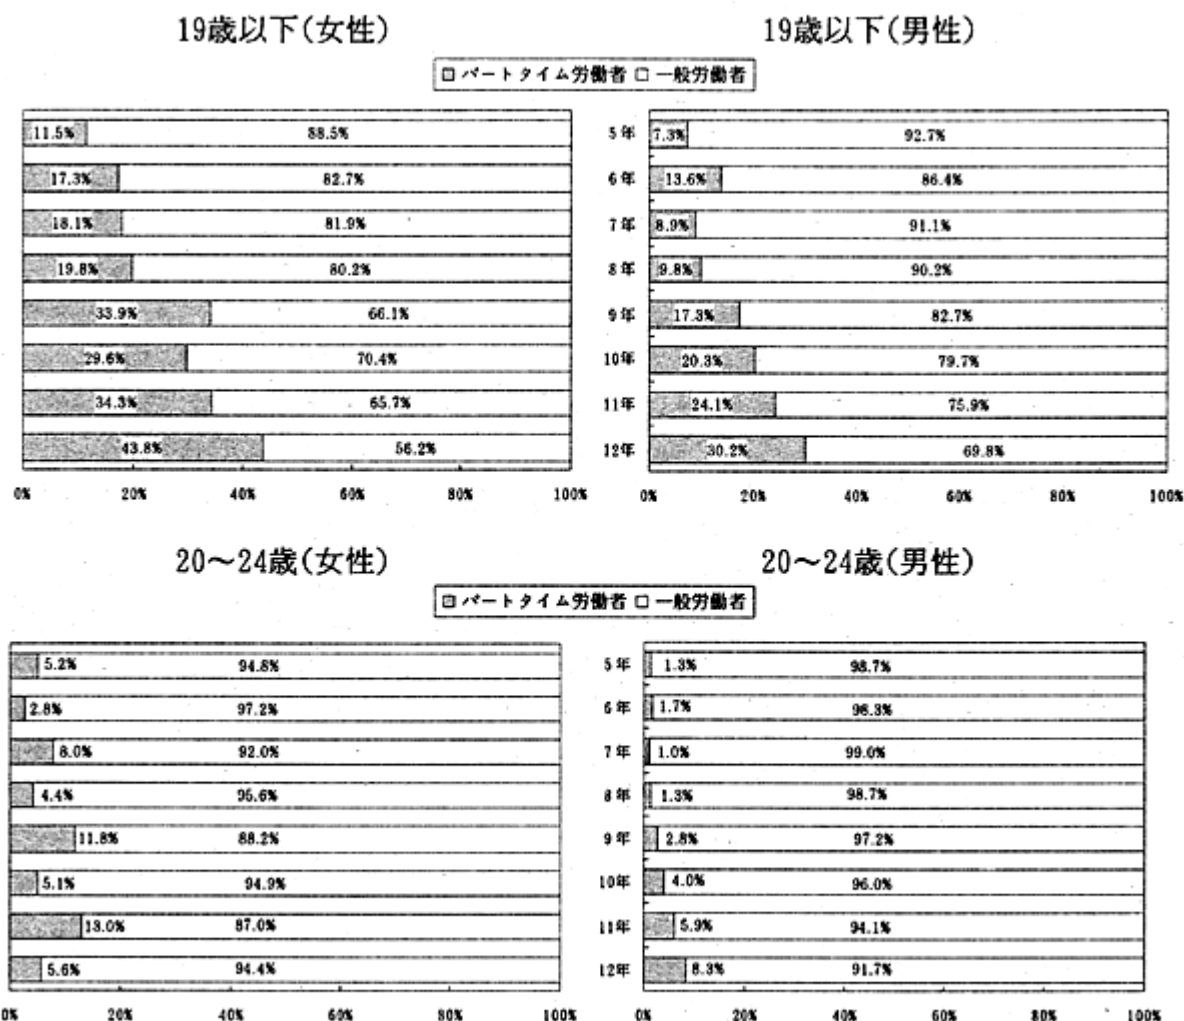 19歳以下(女性)
19歳以下(男性)
パートタイム労働者 一般労働者
11.5% 88.5%
17.3% 82.7%
18.1% 81.9%
19.8% 80.2%
33.9% 66.1%
29.6% 70.4%
34.3% 65.7%
43.8% 56.2%
0% 20% 40% 60% 80% 100%
5年 7.3% 92.7%
6年 13.6% 86.4%
7年 8.9% 91.1%
8年 9.8% 90.2%
9年 17.3% 82.7%
10年 20.3% 79.7%
11年 24.1% 75.9%
12年 30.2% 69.8%
0% 20% 40% 60% 80% 100%
20～24歳(女性)
20～24歳(男性)
パートタイム労働者 一般労働者
5.2% 94.8%
2.8% 97.2%
8.0% 92.0%
4.4% 95.6%
11.8% 88.2%
5.1% 94.9%
13.0% 87.0%
5.6% 94.4%
0% 20% 40% 60% 80% 100%
5年 1.3% 98.7%
6年 1.7% 98.3%
7年 1.0% 99.0%
8年 1.3% 98.7%
9年 2.8% 97.2%
10年 4.0% 96.0%
11年 5.9% 94.1%
12年 8.3% 91.7%
0% 20% 40% 60% 80% 100%